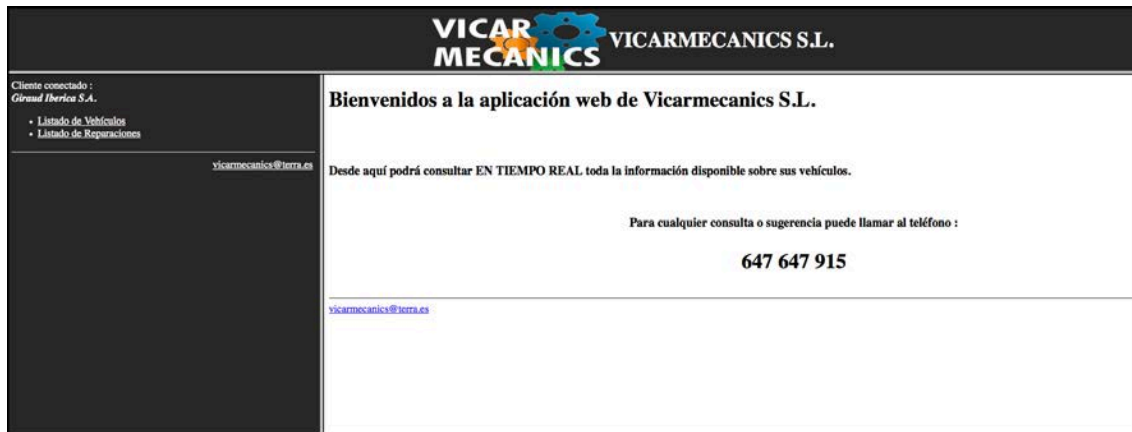 VICAR
MECANICS
VICARMECANICS S.L.
Cliente conectado :
Giraud Iberica S.A.
• Listado de Vehículos
• Listado de Reparaciones
vicarmecanics@terra.es
Bienvenidos a la aplicación web de Vicarmecanics S.L.
Desde aquí podrá consultar EN TIEMPO REAL toda la información disponible sobre sus vehículos.
Para cualquier consulta o sugerencia puede llamar al teléfono :
647 647 915
vicarmecanics@terra.es